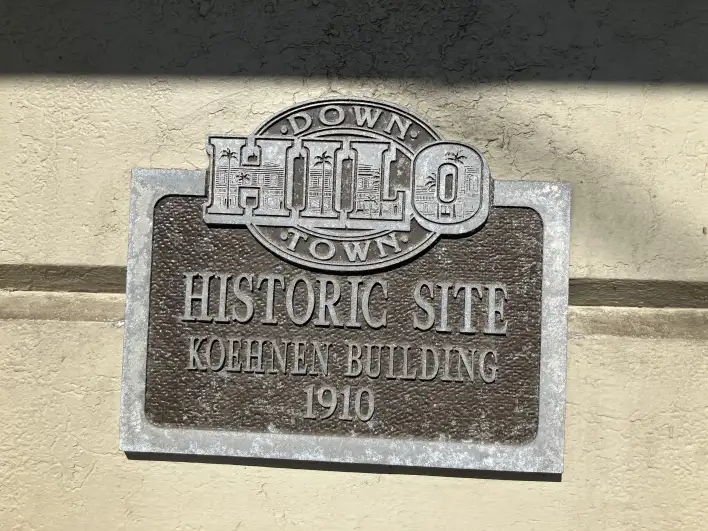 DOWN
HILO
TOWN
HISTORIC SITE
KOEHNEN BUILDING
1910